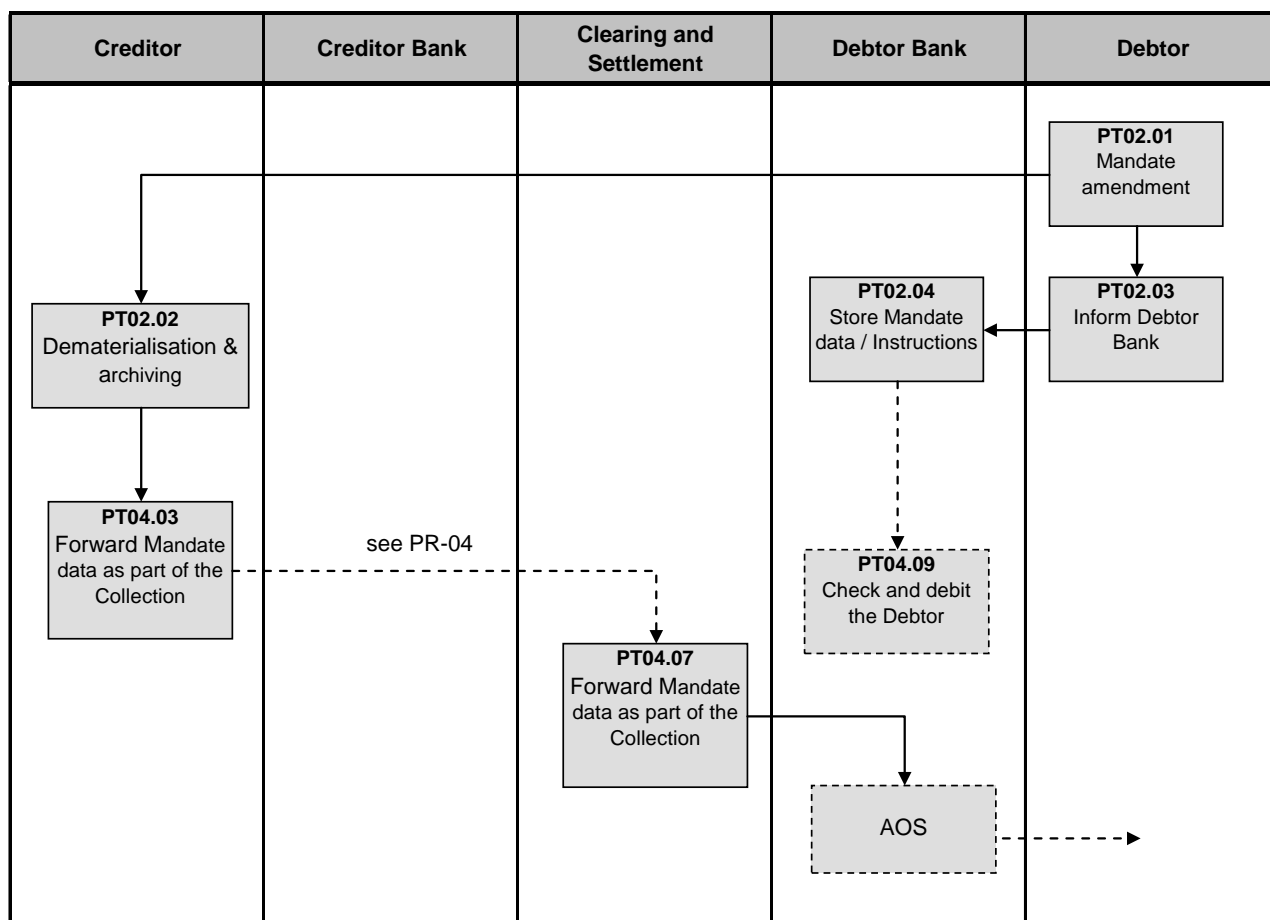 Creditor
Creditor Bank
Clearing and
Settlement
Debtor Bank
Debtor
PT02.01
Mandate
amendment
PT02.02
Dematerialisation &
archiving
PT02.04
Store Mandate
data / Instructions
PT02.03
Inform Debtor
Bank
PT04.03
Forward Mandate
data as part of the
Collection
see PR-04
PT04.09
Check and debit
the Debtor
PT04.07
Forward Mandate
data as part of the
Collection
AOS